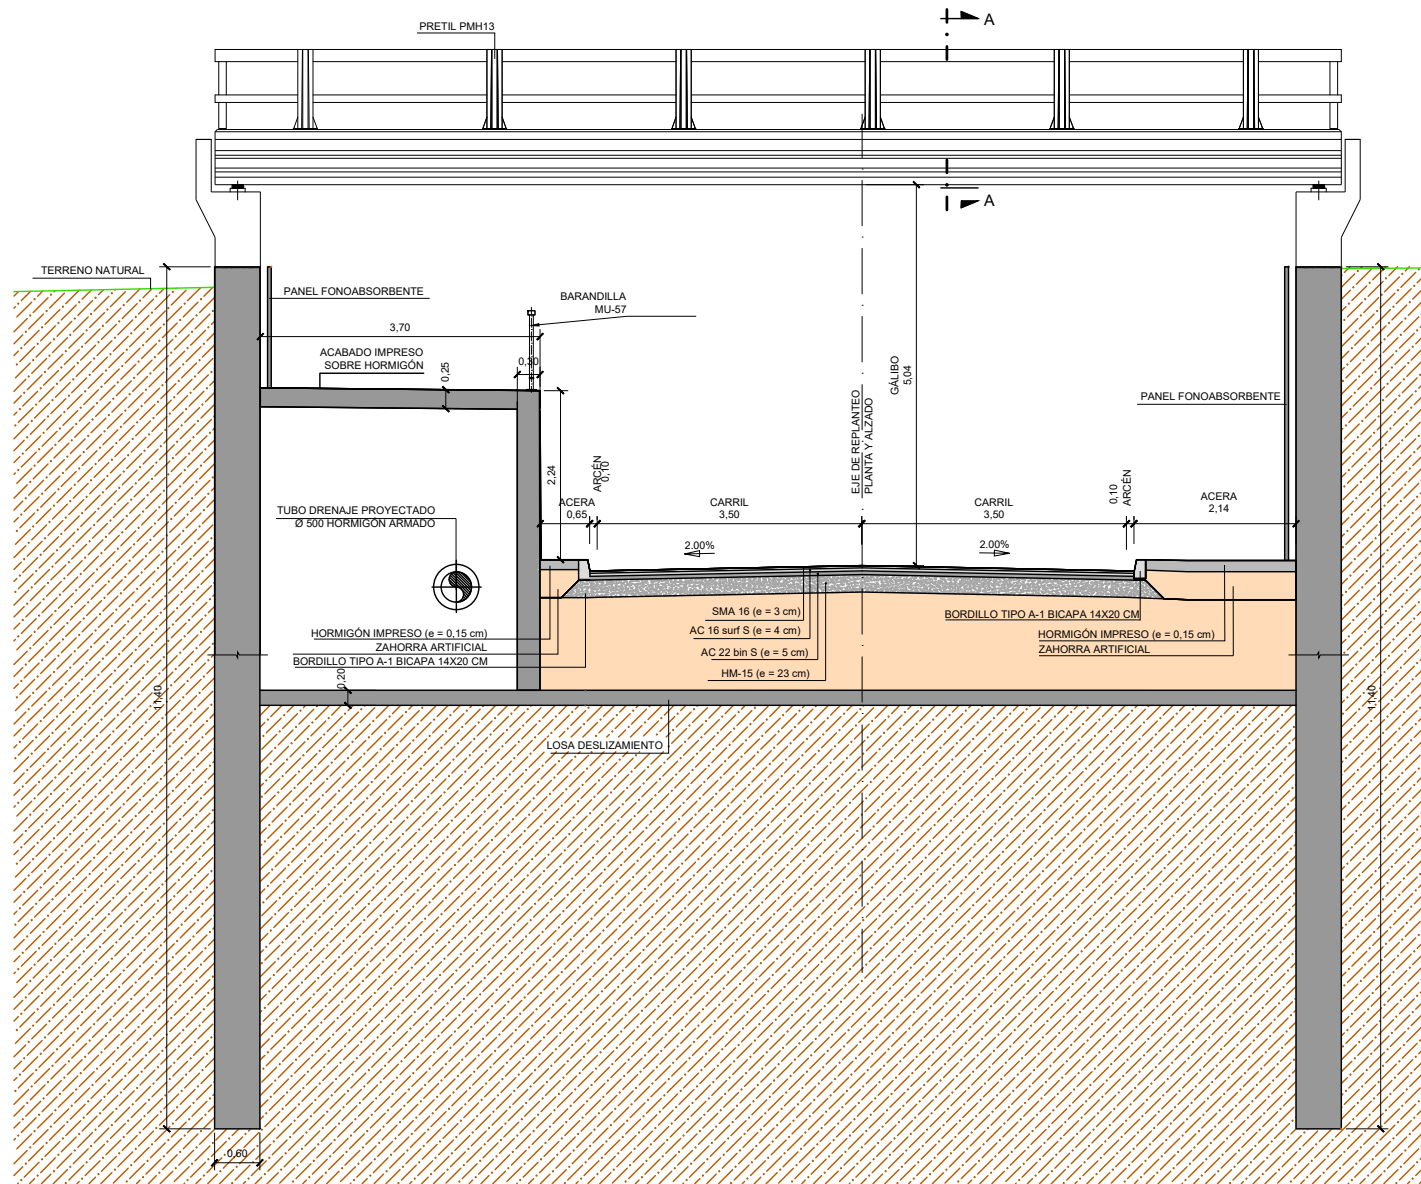 PRETIL PMH13
A
A
TERRENO NATURAL
PANEL FONOABSORBENTE
BARANDILLA
MU-57
3,70
ACABADO IMPRESO
SOBRE HORMIGÓN
0,25
0,30
GÁLIBO
5,04
EJE DE REPLANTEO
PLANTA Y ALZADO
PANEL FONOABSORBENTE
2,24
ARCÉN
0,10
ACERA
0,65
CARRIL
3,50
CARRIL
3,50
0,10
ARCÉN
ACERA
2,14
TUBO DRENAJE PROYECTADO
Ø 500 HORMIGÓN ARMADO
2.00%
2.00%
SMA 16 (e = 3 cm)
BORDILLO TIPO A-1 BICAPA 14X20 CM
HORMIGÓN IMPRESO (e = 0,15 cm)
AC 16 surf S (e = 4 cm)
HORMIGÓN IMPRESO (e = 0,15 cm)
ZAHORRA ARTIFICIAL
AC 22 bin S (e = 5 cm)
ZAHORRA ARTIFICIAL
BORDILLO TIPO A-1 BICAPA 14X20 CM
HM-15 (e = 23 cm)
0,20
11,40
11,40
LOSA DESLIZAMIENTO
0,60